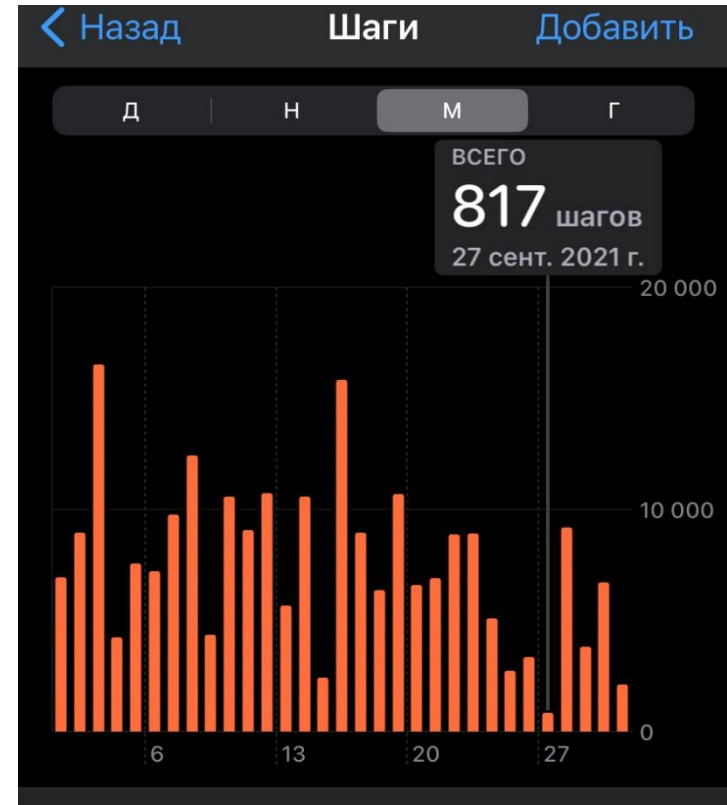 Назад Шаги Добавить
Д Н М Г
ВСЕГО
817 шагов
27 сент. 2021 г.
20 000
10 000
0
6 13 20 27